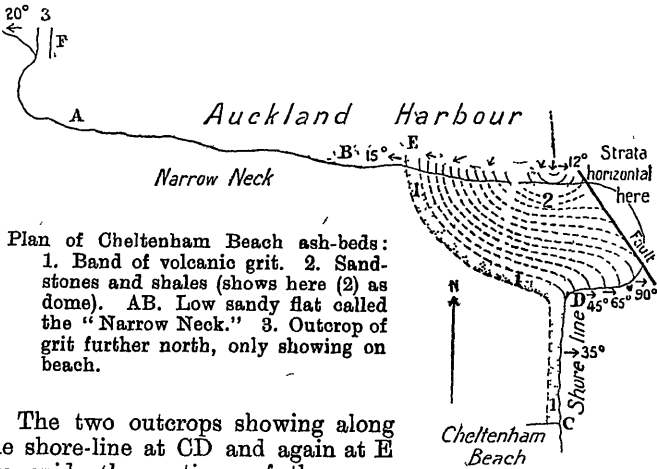 20° 3
F
A
Auckland Harbour
B 15° E
Narrow Neck
12°
Strata
horizontal
here
1
2
Fault
Plan of Cheltenham Beach ash-beds:
1. Band of volcanic grit. 2. Sand-
stones and shales (shows here (2) as
dome). AB. Low sandy flat called
the "Narrow Neck." 3. Outcrop of
grit further north, only showing on
beach.
N
1
D 45° 65° 90°
35°
Shore line
1
C
Cheltenham
Beach
The two outcrops showing along
shore-line at CD and again at E